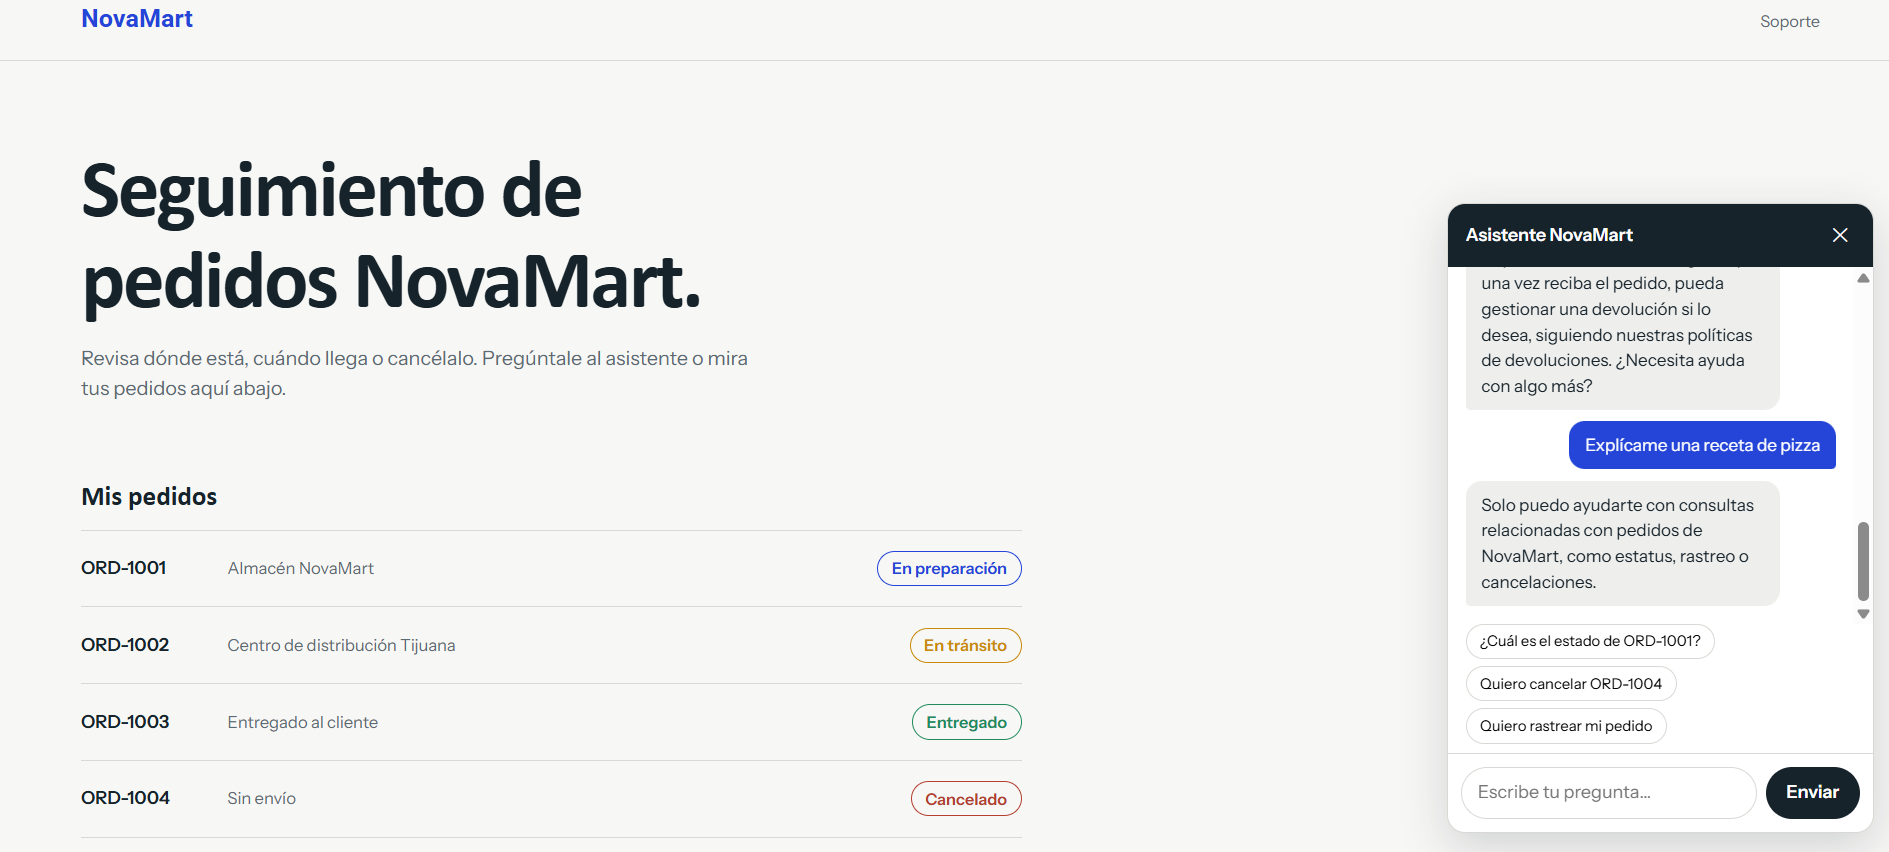 NovaMart
Soporte
Seguimiento de
pedidos NovaMart.
Revisa dónde está, cuándo llega o cancélalo. Pregúntale al asistente o mira
tus pedidos aquí abajo.
Mis pedidos
ORD-1001 Almacén NovaMart En preparación
ORD-1002 Centro de distribución Tijuana En tránsito
ORD-1003 Entregado al cliente Entregado
ORD-1004 Sin envío Cancelado
Asistente NovaMart
una vez reciba el pedido, pueda
gestionar una devolución si lo
desea, siguiendo nuestras políticas
de devoluciones. ¿Necesita ayuda
con algo más?
Explícame una receta de pizza
Solo puedo ayudarte con consultas
relacionadas con pedidos de
NovaMart, como estatus, rastreo o
cancelaciones.
¿Cuál es el estado de ORD-1001?
Quiero cancelar ORD-1004
Quiero rastrear mi pedido
Escribe tu pregunta...
Enviar